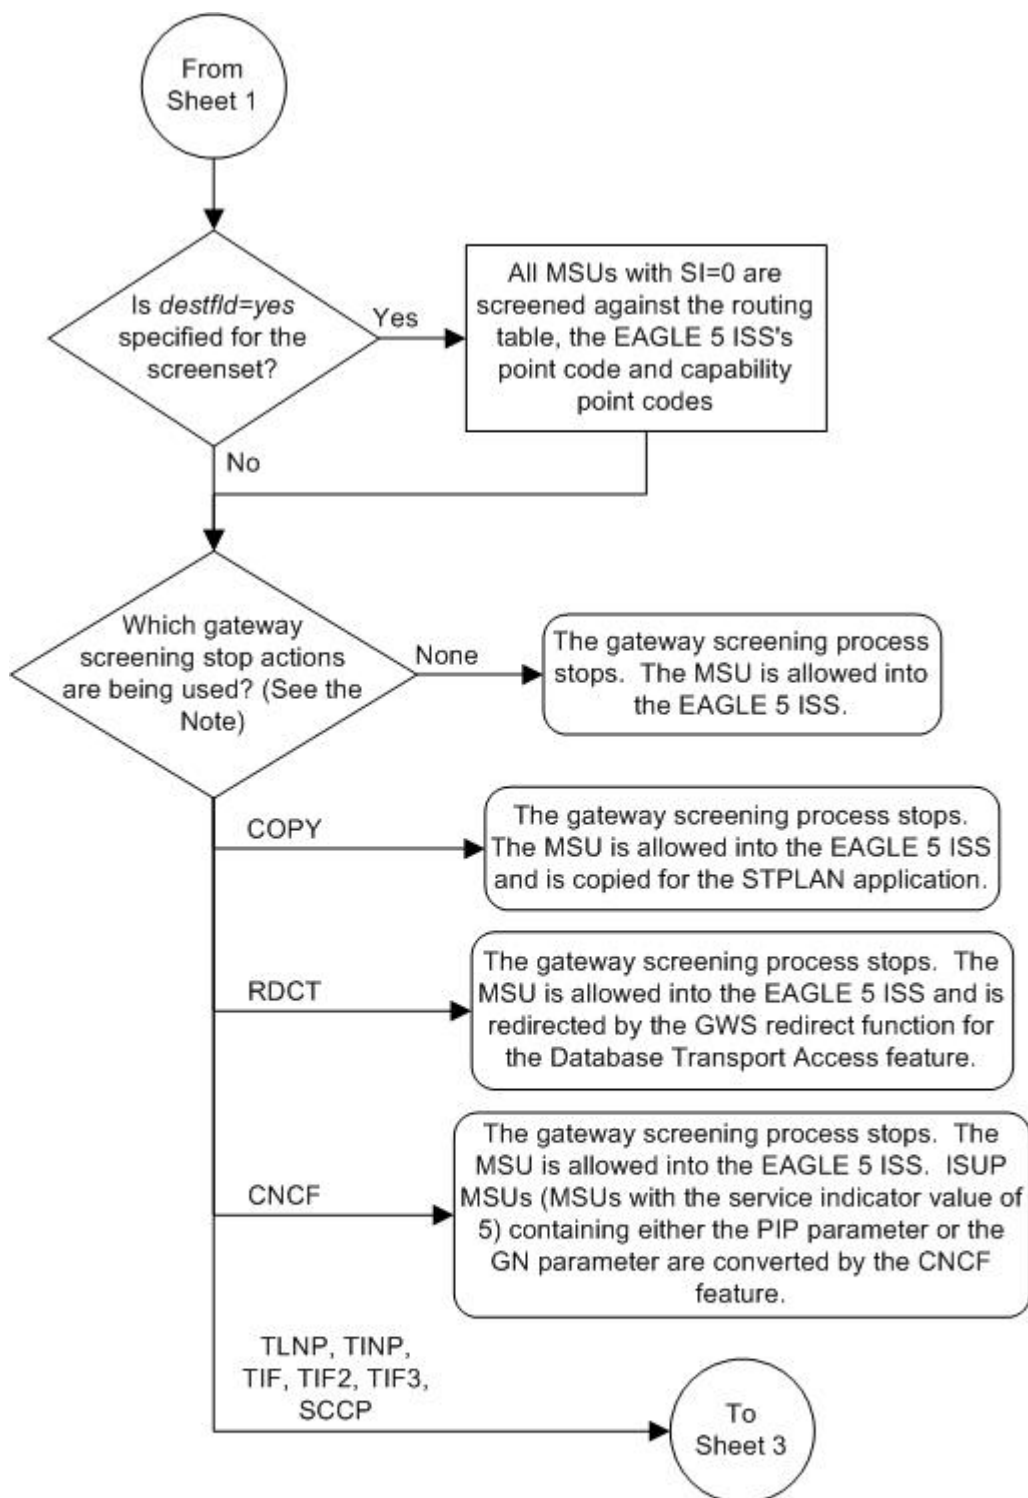 From
Sheet 1
Is destfld=yes
specified for the
screenset?
Yes
All MSUs with SI=0 are
screened against the routing
table, the EAGLE 5 ISS's
point code and capability
point codes
No
Which gateway
screening stop actions
are being used? (See the
Note)
None
The gateway screening process
stops. The MSU is allowed into
the EAGLE 5 ISS.
COPY
The gateway screening process stops.
The MSU is allowed into the EAGLE 5 ISS
and is copied for the STPLAN application.
RDCT
The gateway screening process stops. The
MSU is allowed into the EAGLE 5 ISS and is
redirected by the GWS redirect function for
the Database Transport Access feature.
CNCF
The gateway screening process stops. The
MSU is allowed into the EAGLE 5 ISS. ISUP
MSUs (MSUs with the service indicator value of
5) containing either the PIP parameter or the
GN parameter are converted by the CNCF
feature.
TLNP, TINP,
TIF, TIF2, TIF3,
SCCP
To
Sheet 3